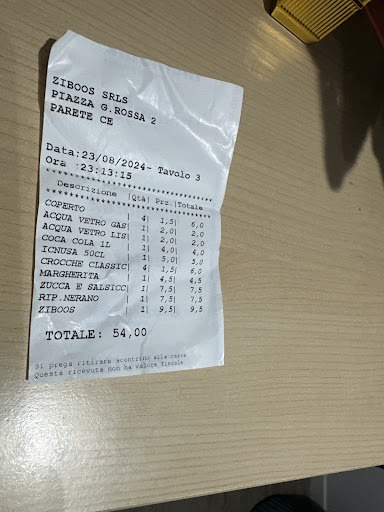 ZIBOOS SRLS
PIAZZA G.ROSSA 2
PARETE CE
Data:23/08/2024- Tavolo 3
Ora :23:13:15
**********************************
Descrizione |Qtà| Prz.|Totale
**********************************
COPERTO | 4| 1,5| 6,0
ACQUA VETRO GAS| 1| 2,0| 2,0
ACQUA VETRO LIS| 1| 2,0| 2,0
COCA COLA 1L | 1| 4,0| 4,0
ICNUSA 50CL | 1| 5,0| 5,0
CROCCHE CLASSIC| 4| 1,5| 6,0
MARGHERITA | 1| 4,5| 4,5
ZUCCA E SALSICC| 1| 7,5| 7,5
RIP.NERANO | 1| 7,5| 7,5
ZIBOOS | 1| 9,5| 9,5
TOTALE: 54,00
Si prega ritirare scontrino alla cassa
Questa ricevuta non ha valore fiscale